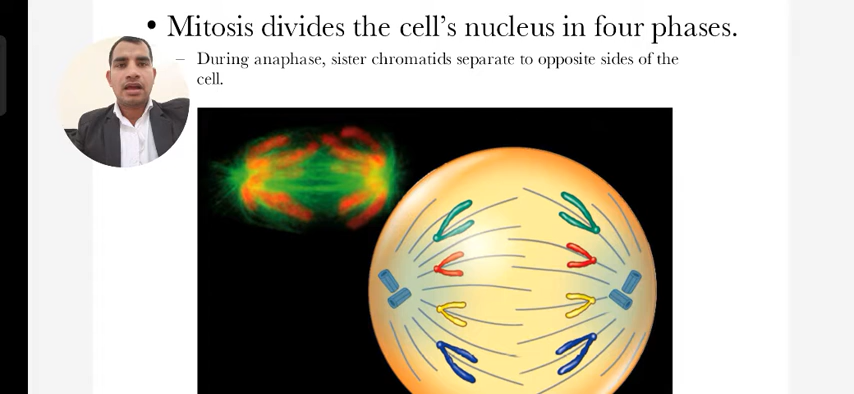 • Mitosis divides the cell’s nucleus in four phases.
– During anaphase, sister chromatids separate to opposite sides of the
cell.